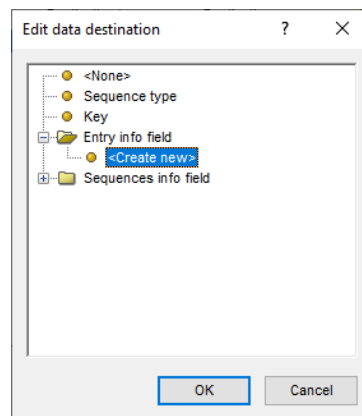 Edit data destination
<None>
Sequence type
Key
Entry info field
<Create new>
Sequences info field
OK
Cancel